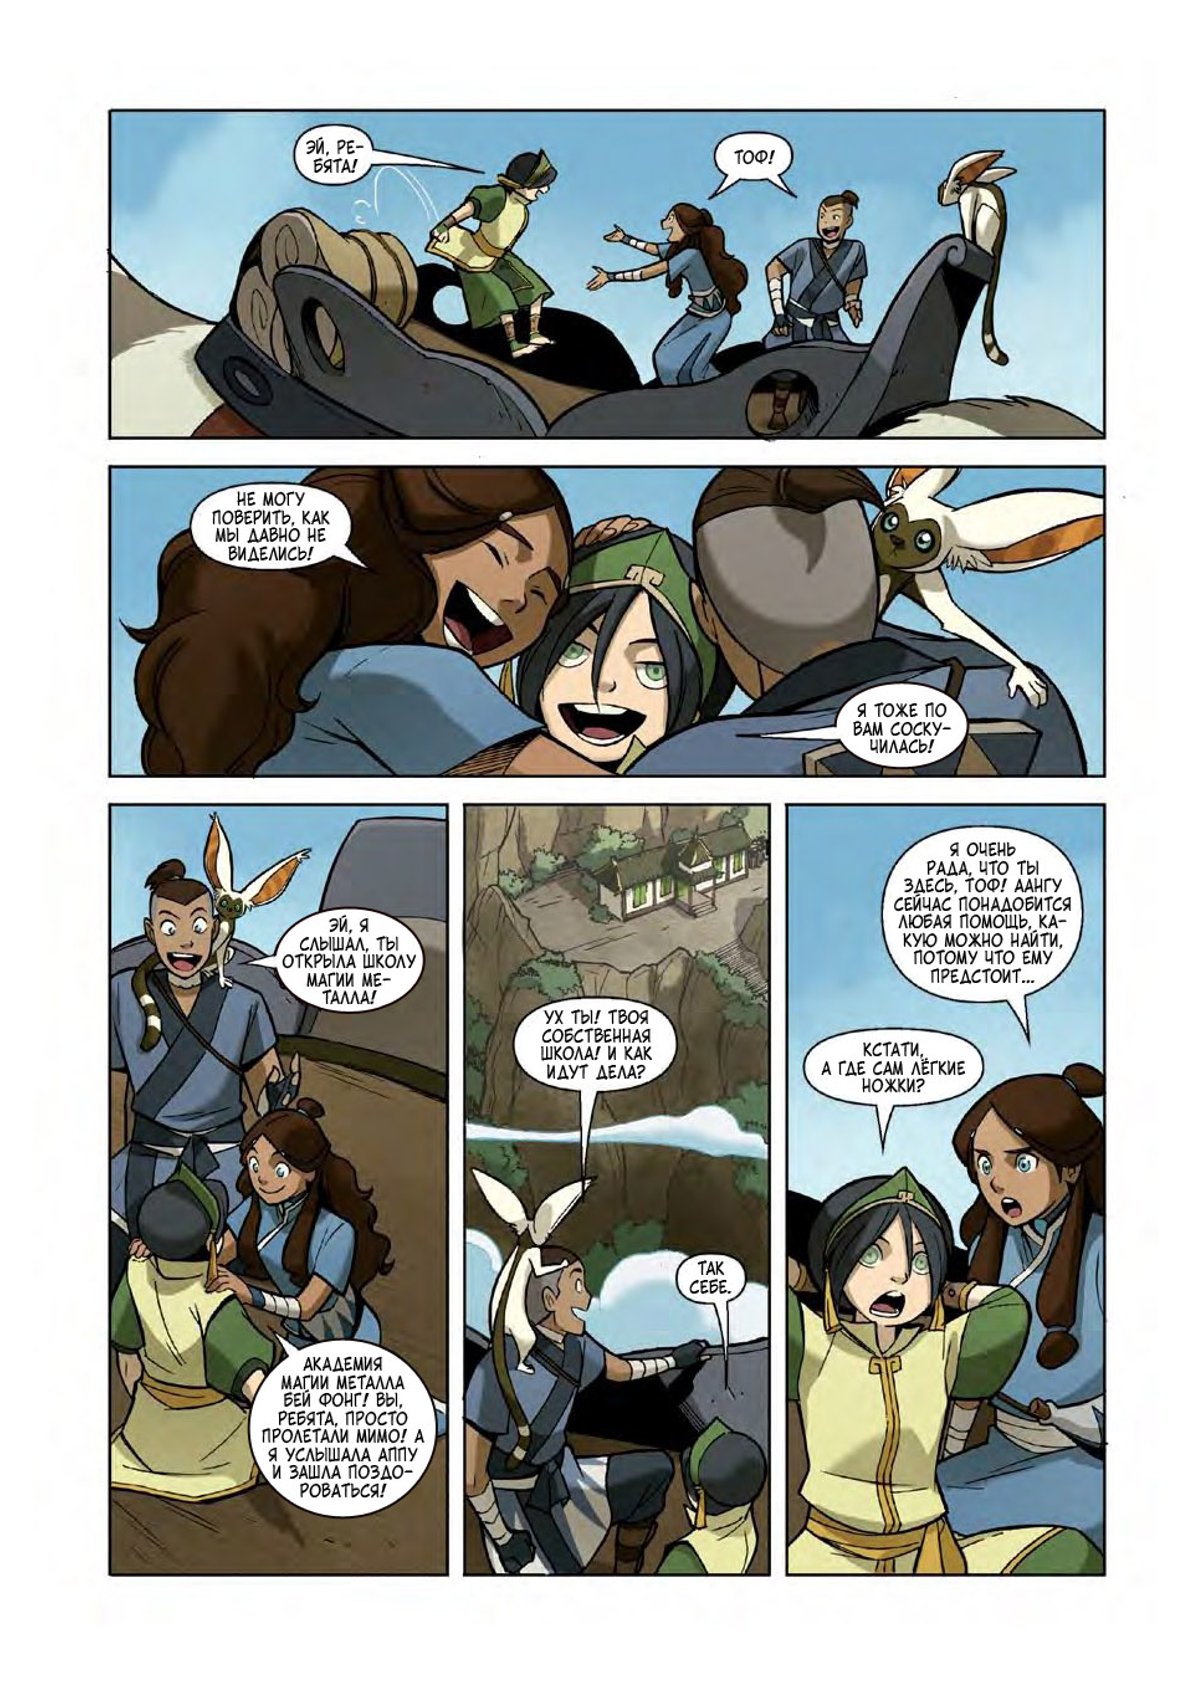 ЭЙ, РЕ-
БЯТА!
ТОФ!
НЕ МОГУ
ПОВЕРИТЬ, КАК
МЫ ДАВНО НЕ
ВИДЕЛИСЬ!
Я ТОЖЕ ПО
ВАМ СОСКУ-
ЧИЛАСЬ!
ЭЙ, Я
СЛЫШАЛ, ТЫ
ОТКРЫЛА ШКОЛУ
МАГИИ МЕ-
ТАЛЛА!
АКАДЕМИЯ
МАГИИ МЕТАЛЛА
БЕЙ ФОНГ! ВЫ,
РЕБЯТА, ПРОСТО
ПРОЛЕТАЛИ МИМО! А
Я УСЛЫШАЛА АППУ
И ЗАШЛА ПОЗДО-
РОВАТЬСЯ!
УХ ТЫ! ТВОЯ
СОБСТВЕННАЯ
ШКОЛА! И КАК
ИДУТ ДЕЛА?
ТАК
СЕБЕ.
Я ОЧЕНЬ
РАДА, ЧТО ТЫ
ЗДЕСЬ, ТОФ! ААНГУ
СЕЙЧАС ПОНАДОБИТСЯ
ЛЮБАЯ ПОМОЩЬ, КА-
КУЮ МОЖНО НАЙТИ,
ПОТОМУ ЧТО ЕМУ
ПРЕДСТОИТ...
КСТАТИ,
А ГДЕ САМ ЛЁГКИЕ
НОЖКИ?